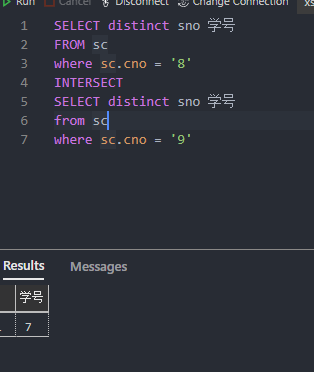 Run Cancel Disconnect Change Connection xs
1 SELECT distinct sno 学号
2 FROM sc
3 where sc.cno = '8'
4 INTERSECT
5 SELECT distinct sno 学号
6 from sc
7 where sc.cno = '9'
Results Messages
学号
7